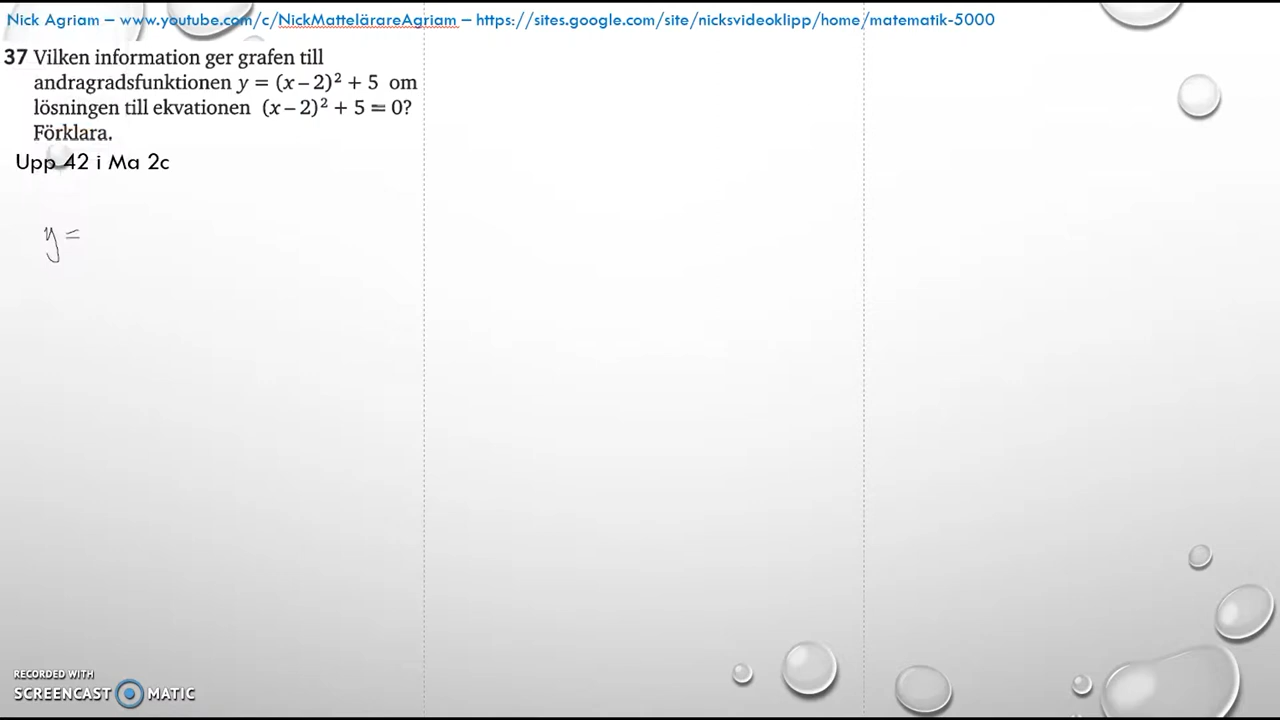 Nick Agriam – www.youtube.com/c/NickMattelärareAgriam – https://sites.google.com/site/nicksvideoklipp/home/matematik-5000
37 Vilken information ger grafen till
andragradsfunktionen y = (x – 2)² + 5 om
lösningen till ekvationen (x – 2)² + 5 = 0?
Förklara.
Upp 42 i Ma 2c
y =
RECORDED WITH
SCREENCAST MATIC